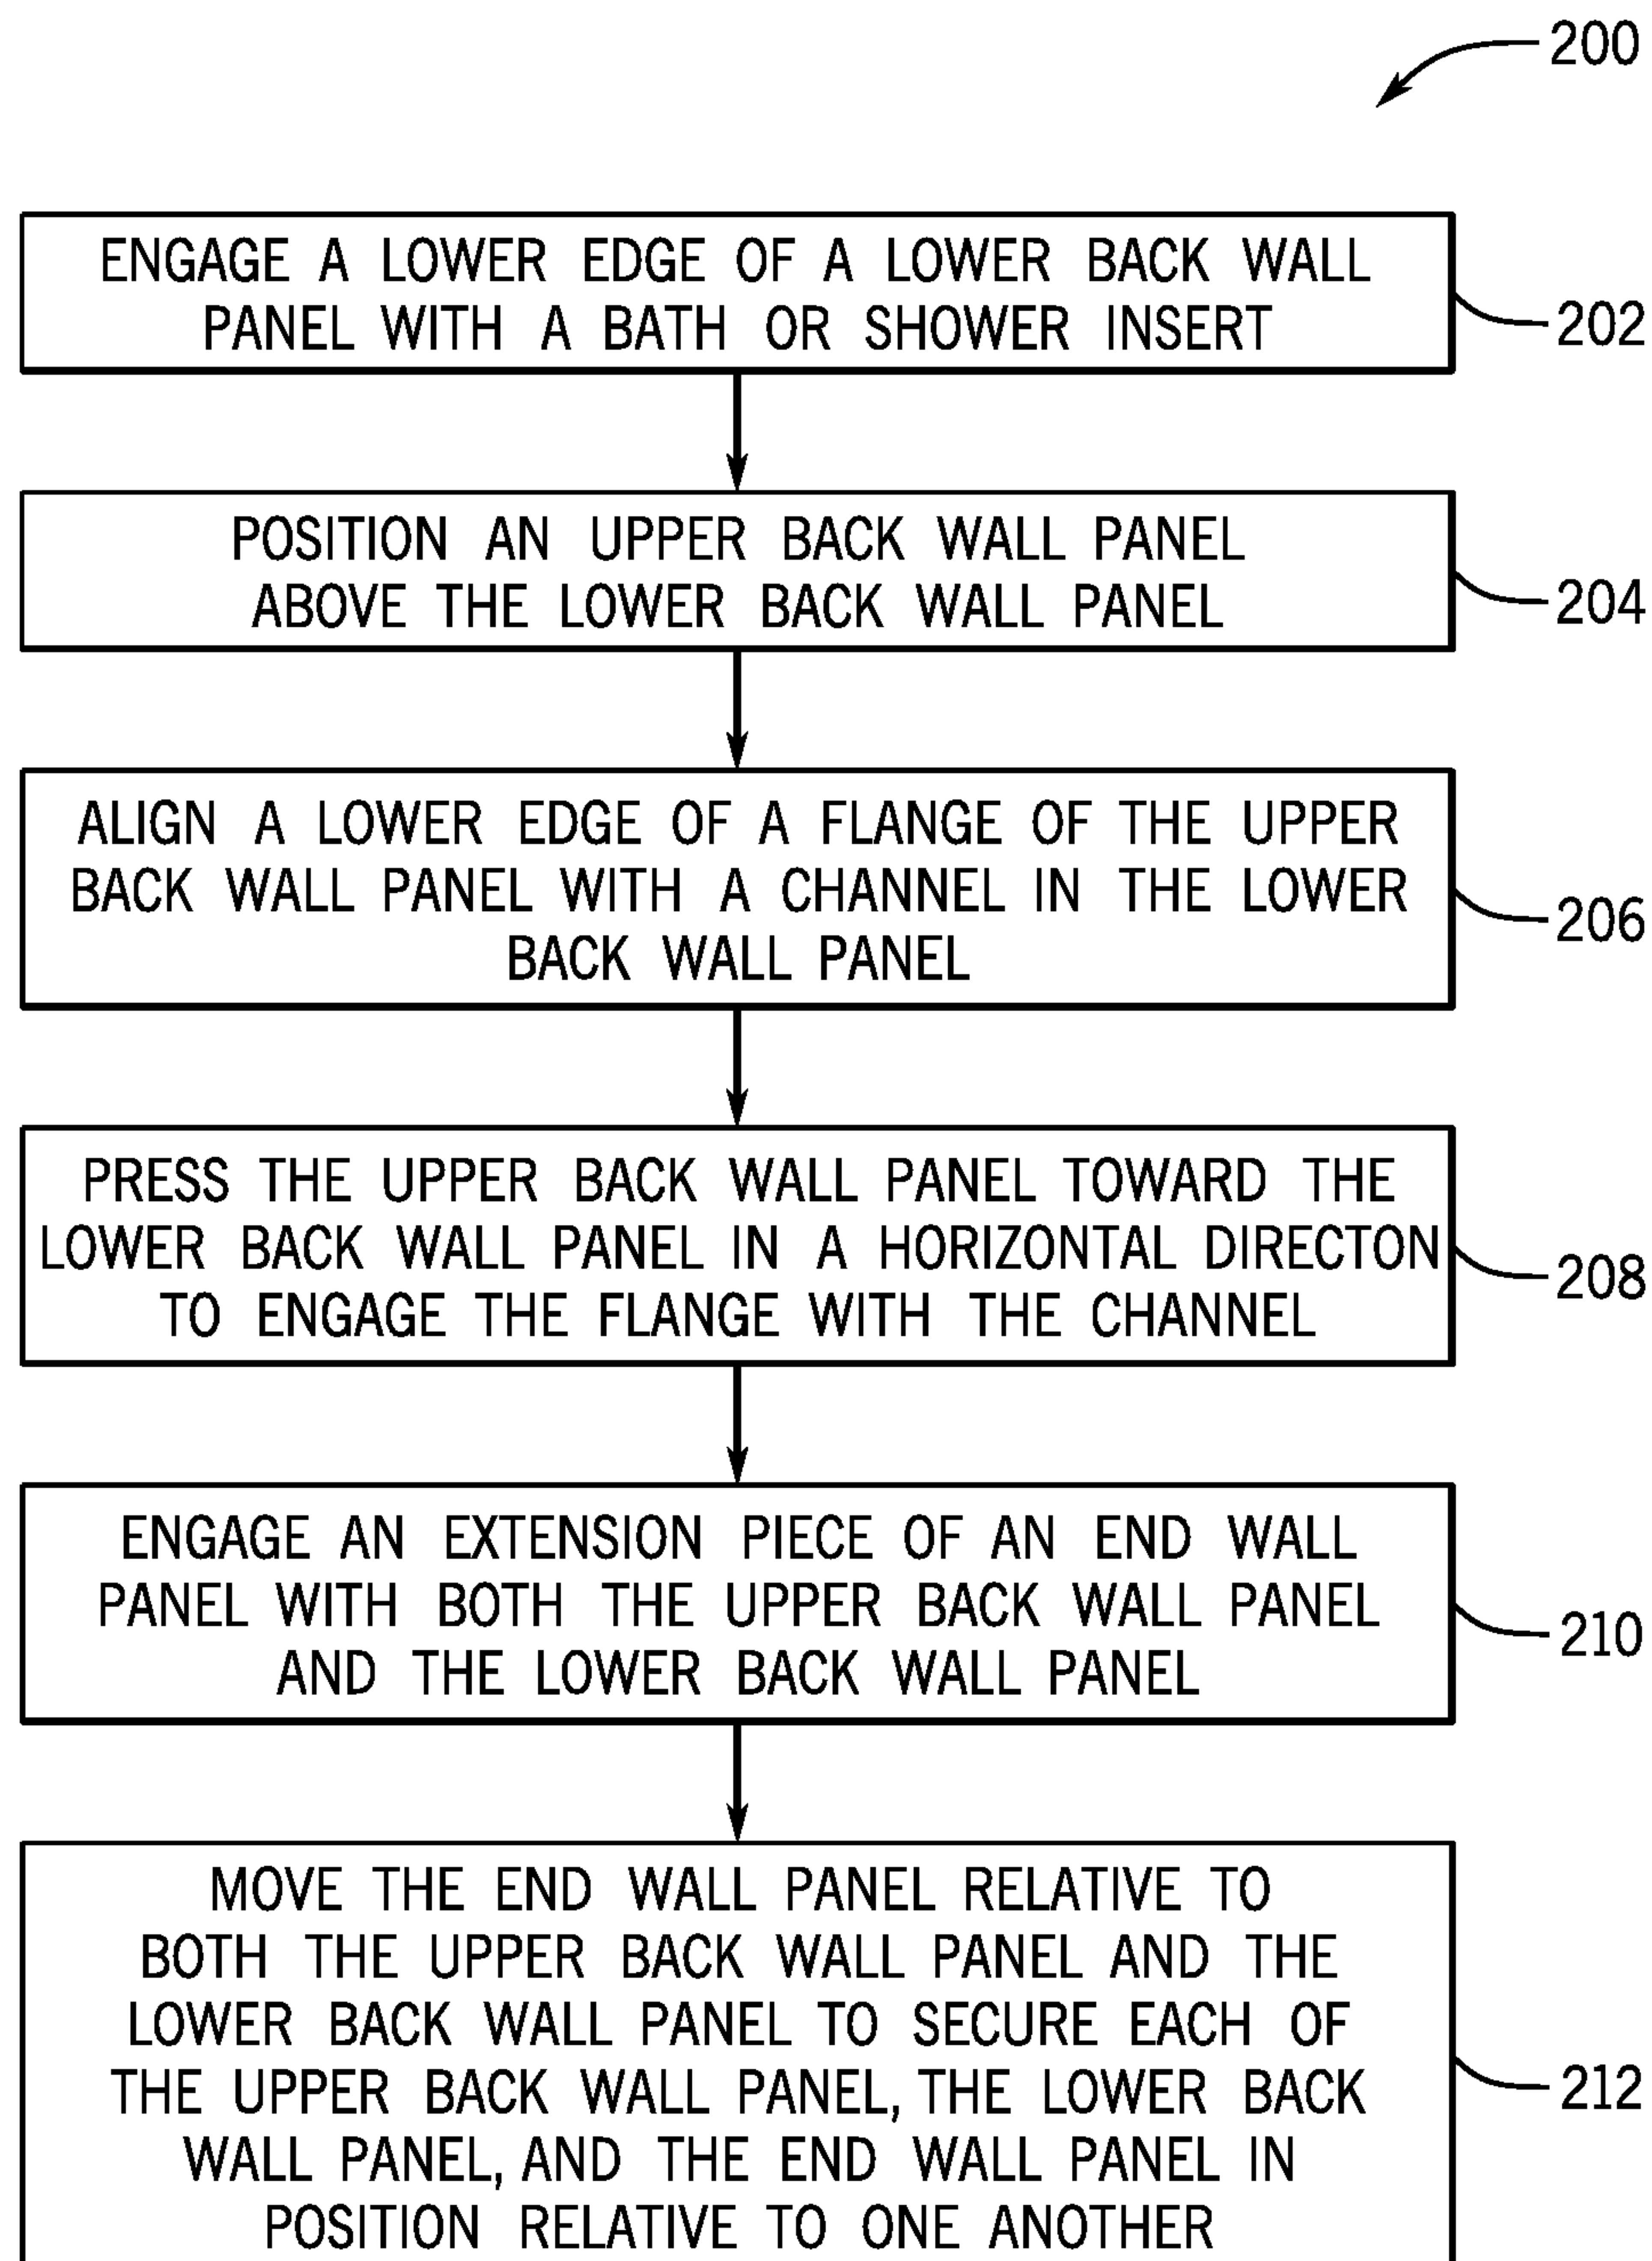 200
ENGAGE A LOWER EDGE OF A LOWER BACK WALL
PANEL WITH A BATH OR SHOWER INSERT
202
POSITION AN UPPER BACK WALL PANEL
ABOVE THE LOWER BACK WALL PANEL
204
ALIGN A LOWER EDGE OF A FLANGE OF THE UPPER
BACK WALL PANEL WITH A CHANNEL IN THE LOWER
BACK WALL PANEL
206
PRESS THE UPPER BACK WALL PANEL TOWARD THE
LOWER BACK WALL PANEL IN A HORIZONTAL DIRECTON
TO ENGAGE THE FLANGE WITH THE CHANNEL
208
ENGAGE AN EXTENSION PIECE OF AN END WALL
PANEL WITH BOTH THE UPPER BACK WALL PANEL
AND THE LOWER BACK WALL PANEL
210
MOVE THE END WALL PANEL RELATIVE TO
BOTH THE UPPER BACK WALL PANEL AND THE
LOWER BACK WALL PANEL TO SECURE EACH OF
THE UPPER BACK WALL PANEL, THE LOWER BACK
WALL PANEL, AND THE END WALL PANEL IN
POSITION RELATIVE TO ONE ANOTHER
212